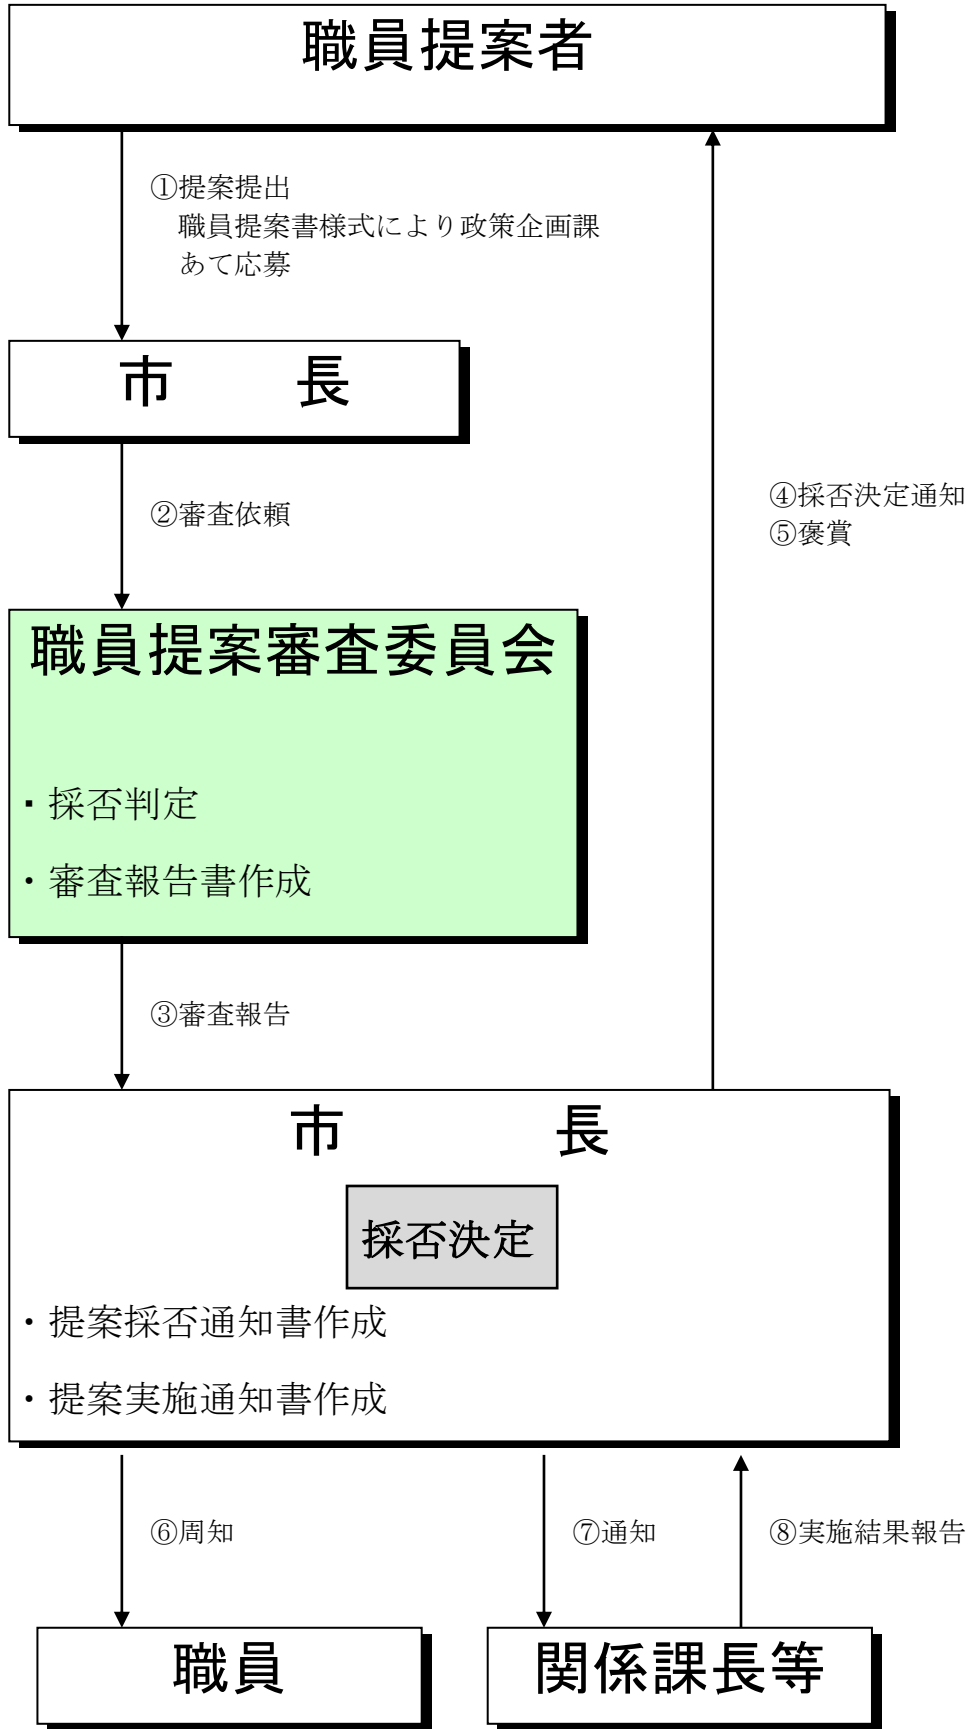 職員提案者
①提案提出
職員提案書様式により政策企画課
あて応募
市　　長
②審査依頼
④採否決定通知
⑤褒賞
職員提案審査委員会
・採否判定
・審査報告書作成
③審査報告
市　　　　長
採否決定
・提案採否通知書作成
・提案実施通知書作成
⑥周知
⑦通知
⑧実施結果報告
職員
関係課長等